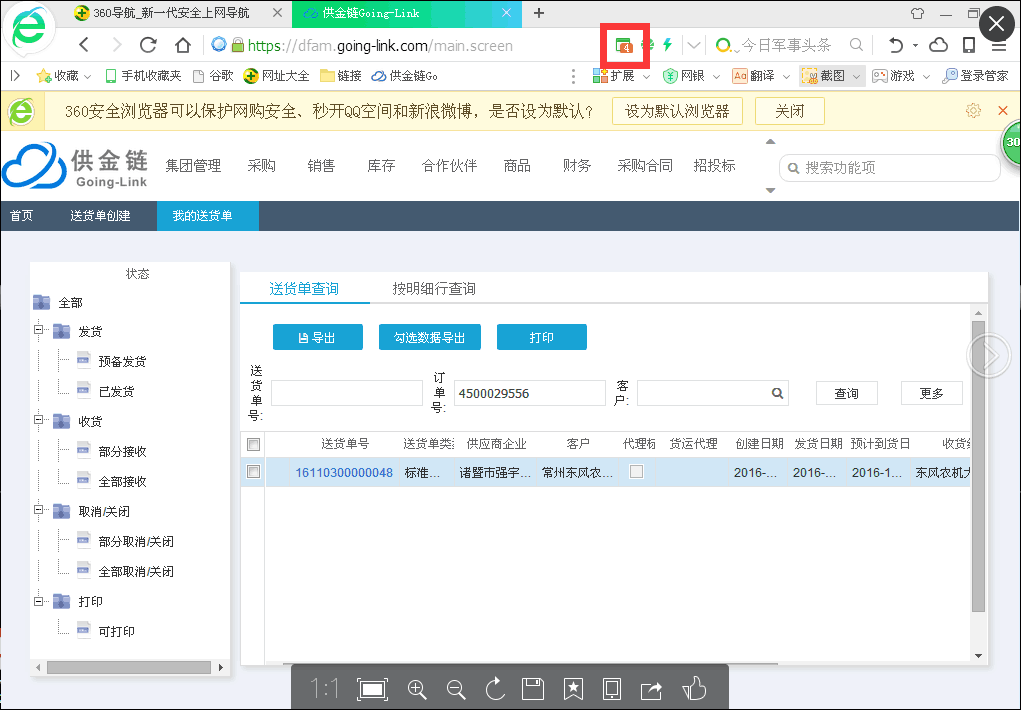 360导航_新一代安全上网导航
供金链Going-Link
https://dfam.going-link.com/main.screen
4
今日军事头条
收藏
手机收藏夹
谷歌
网址大全
链接
供金链Go
扩展
网银
Aa 翻译
截图
游戏
登录管家
360安全浏览器可以保护网购安全、秒开QQ空间和新浪微博，是否设为默认？
设为默认浏览器
关闭
30
供金链
Going-Link
集团管理
采购
销售
库存
合作伙伴
商品
财务
采购合同
招投标
搜索功能项
首页
送货单创建
我的送货单
状态
全部
发货
预备发货
已发货
收货
部分接收
全部接收
取消/关闭
部分取消/关闭
全部取消/关闭
打印
可打印
送货单查询
按明细行查询
导出
勾选数据导出
打印
送货单号:
订单号:
4500029556
客户:
查询
更多
送货单号
送货单类
供应商企业
客户
代理标
货运代理
创建日期
发货日期
预计到货日
收货
16110300000048
标准...
诸暨市强宇...
常州东风农...
2016-...
2016-...
2016-1...
东风农机
1:1